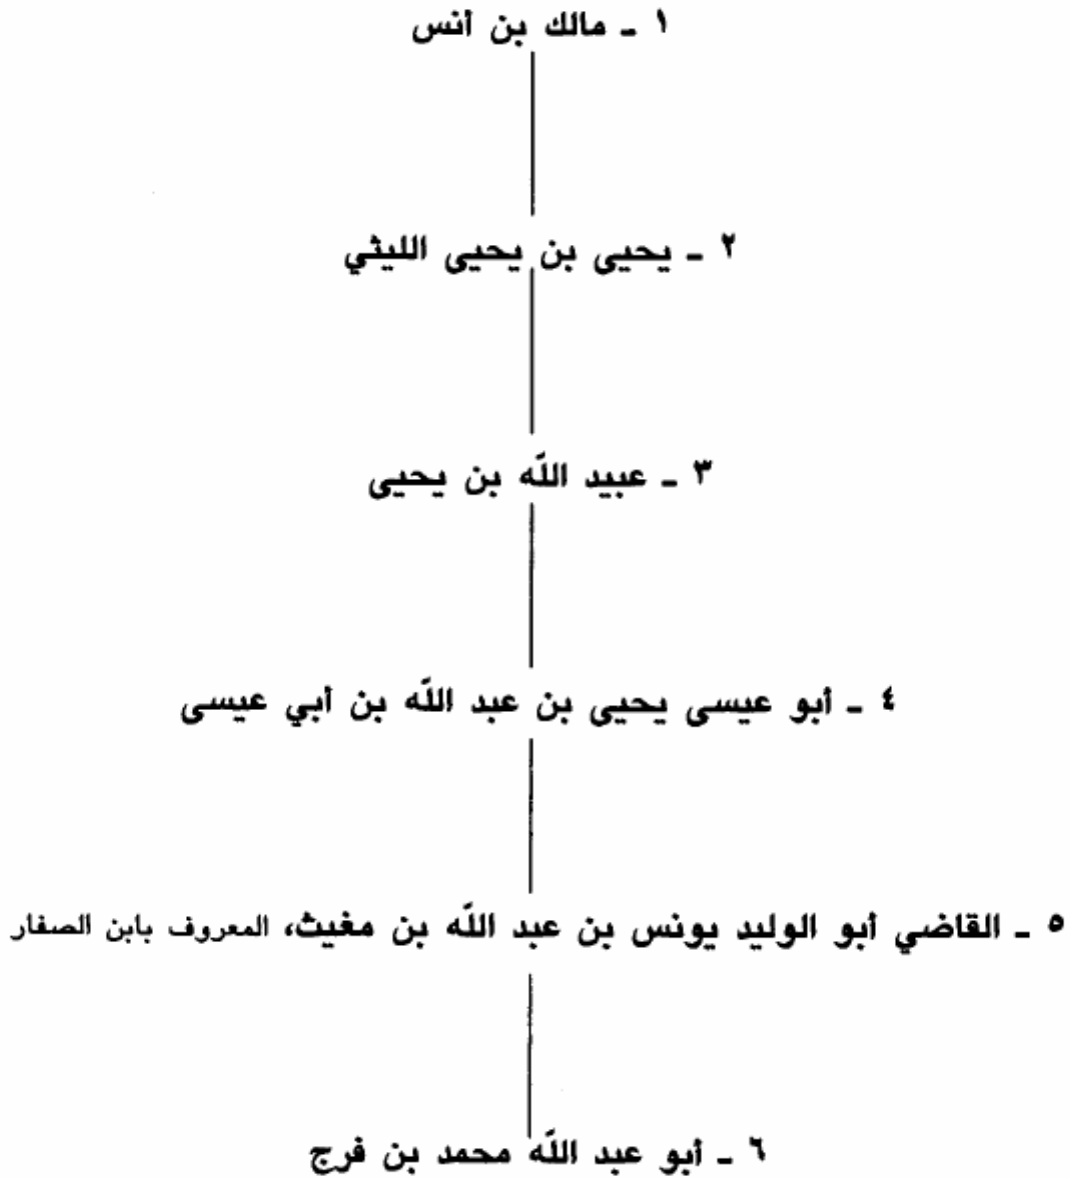 ١ - مالك بن أنس
٢ - يحيى بن يحيى الليثي
٣ - عبيد اللّه بن يحيى
٤ - أبو عيسى يحيى بن عبد اللّه بن أبي عيسى
٥ - القاضي أبو الوليد يونس بن عبد اللّه بن مغيث، المعروف بابن الصفار
٦ - أبو عبد اللّه محمد بن فرج